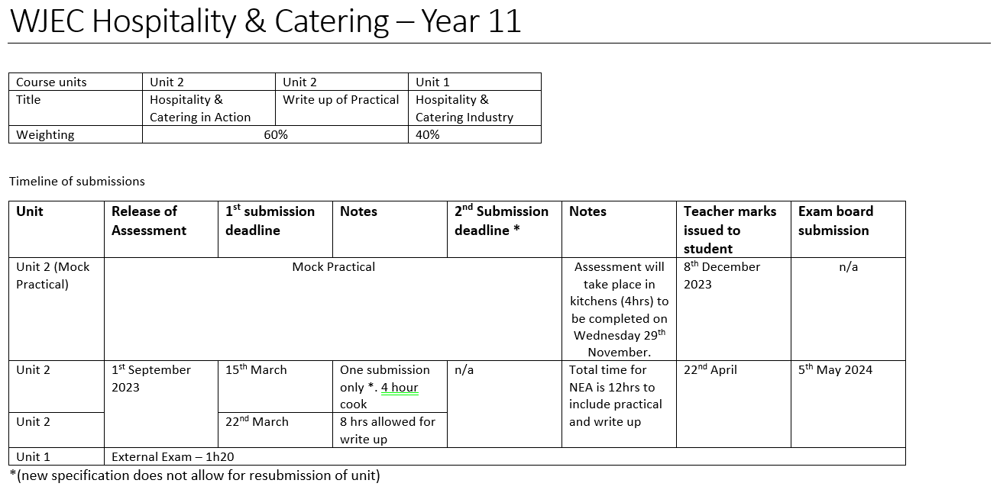 WJEC Hospitality & Catering – Year 11
Course units Unit 2 Unit 2 Unit 1
Title Hospitality & Write up of Practical Hospitality &
Catering in Action Catering Industry
Weighting 60% 40%
Timeline of submissions
Unit Release of 1st submission Notes 2nd Submission Notes Teacher marks Exam board
Assessment deadline deadline * issued to submission
student
Unit 2 (Mock Mock Practical Assessment will 8th December n/a
Practical) take place in 2023
kitchens (4hrs) to
be completed on
Wednesday 29th
November.
Unit 2 1st September 15th March One submission n/a Total time for 22nd April 5th May 2024
2023 only *. 4 hour NEA is 12hrs to
cook include practical
Unit 2 22nd March 8 hrs allowed for and write up
write up
Unit 1 External Exam – 1h20
*(new specification does not allow for resubmission of unit)